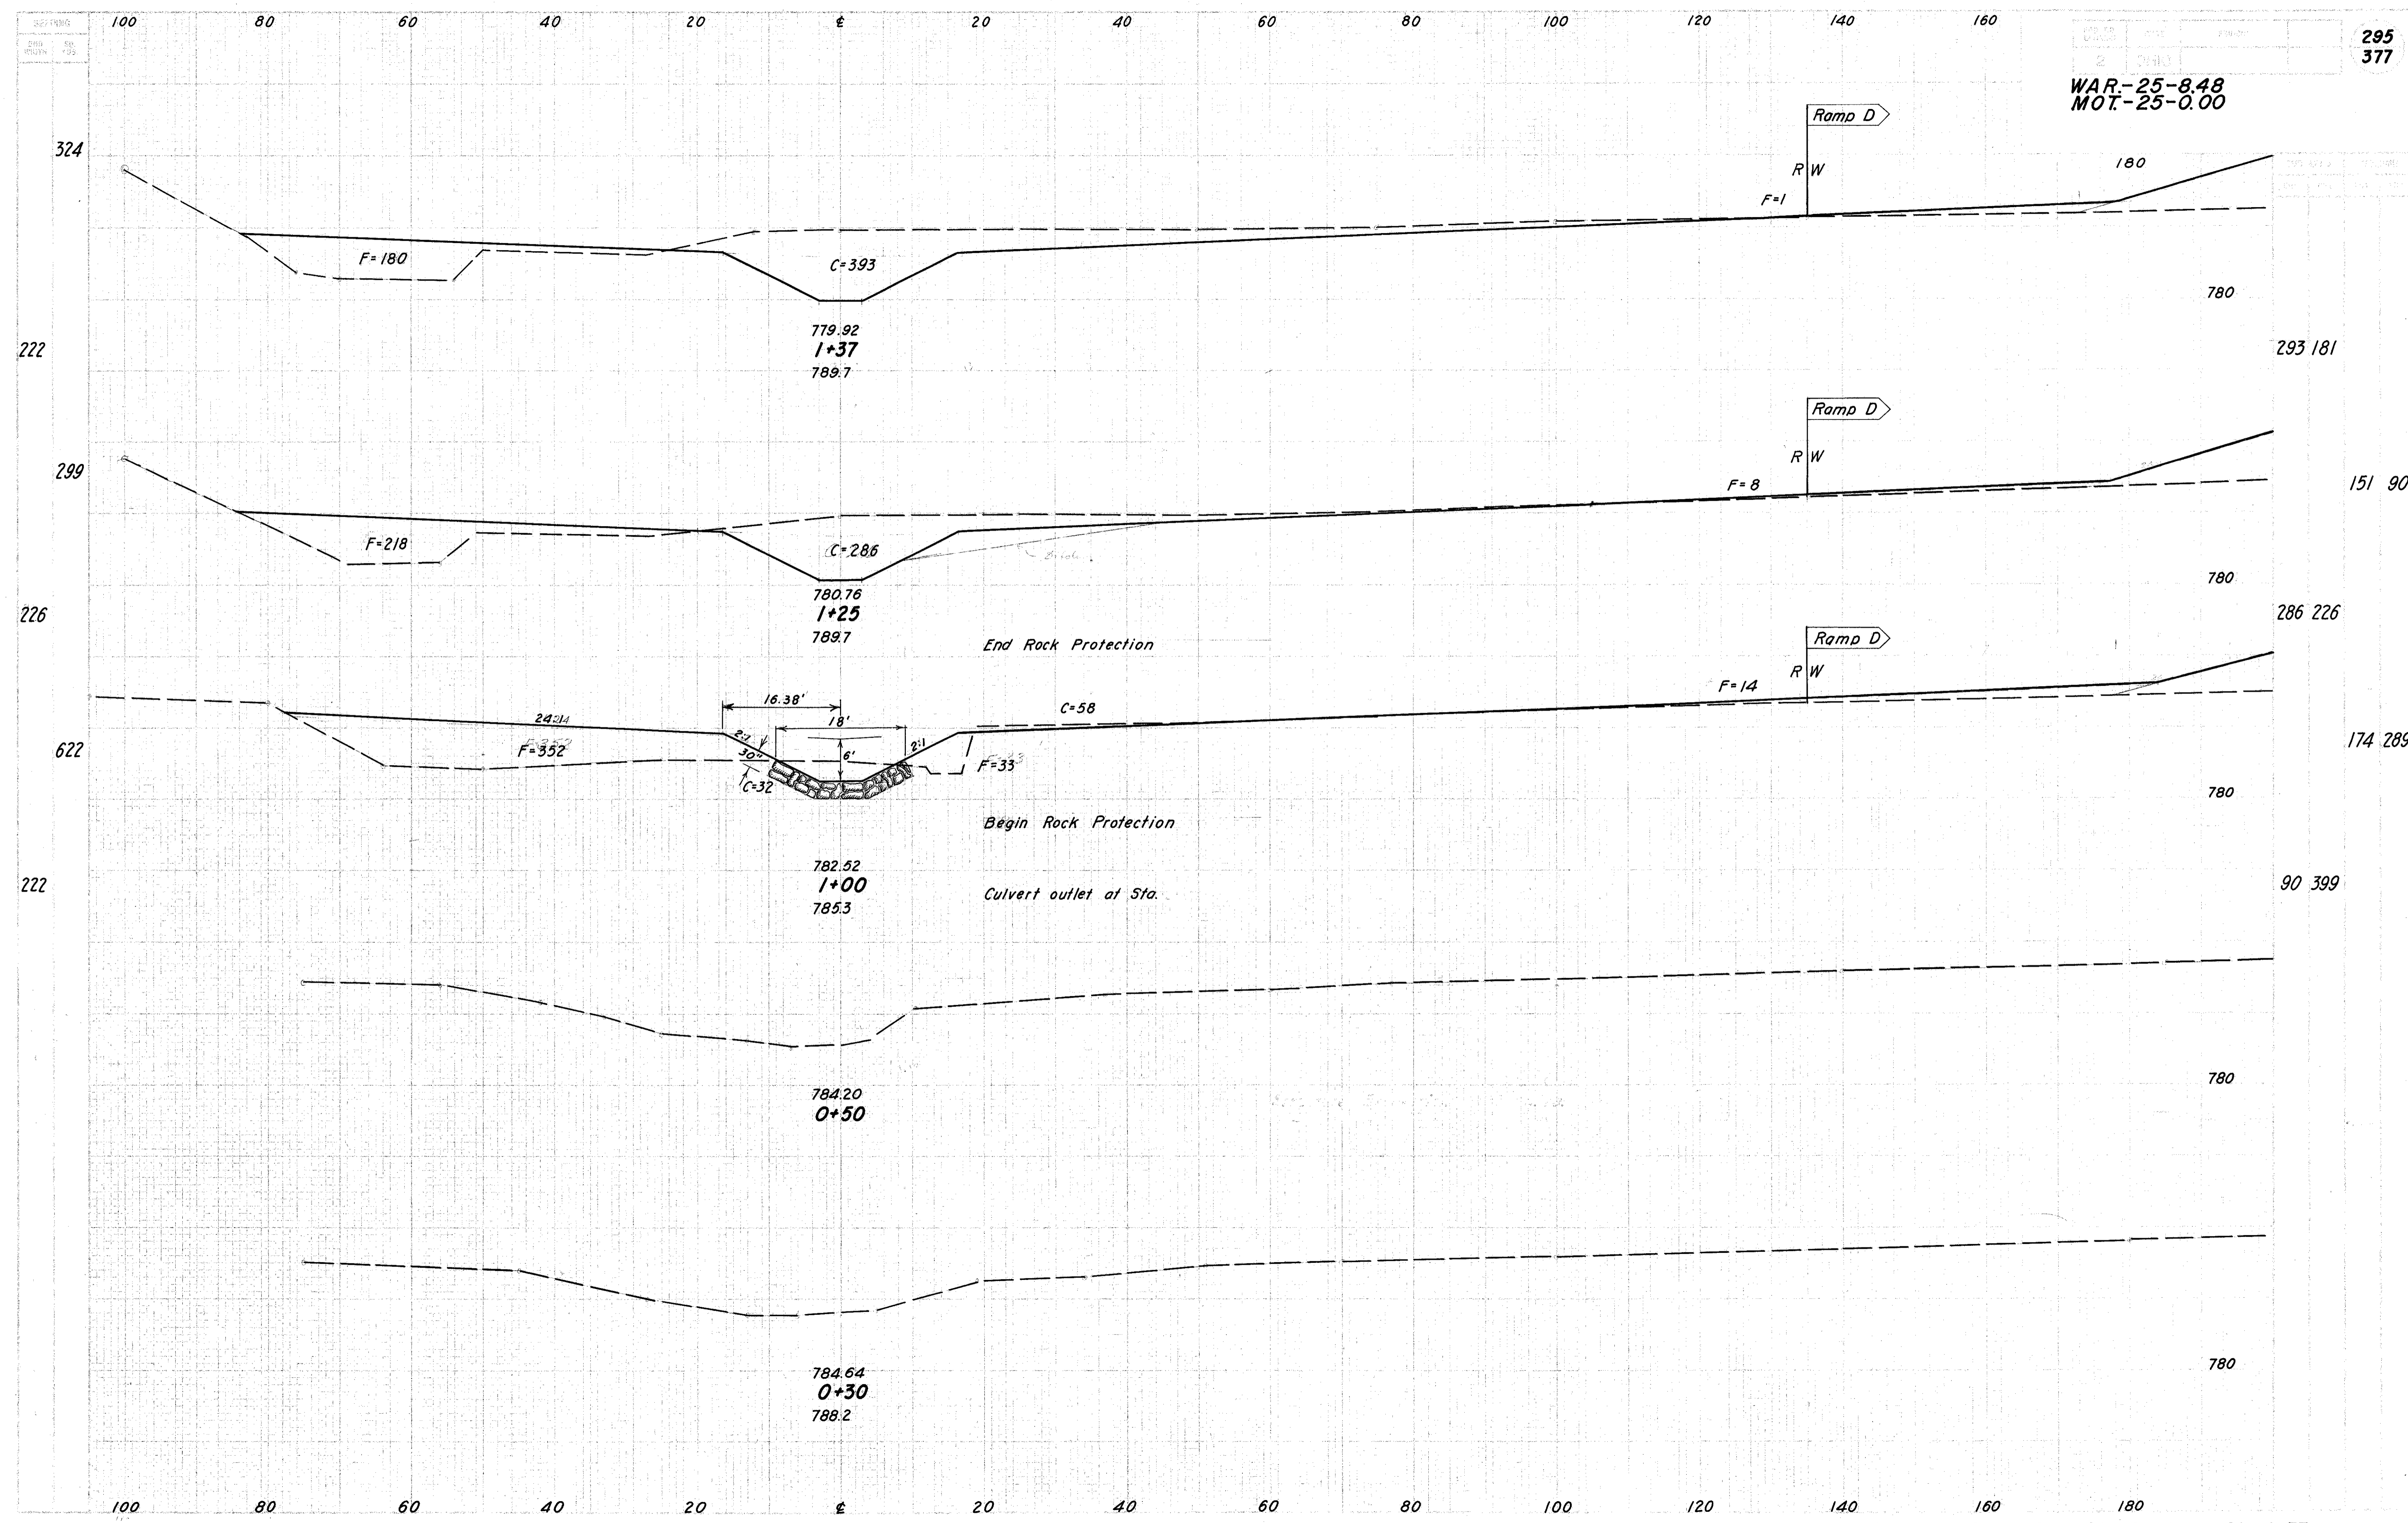 100 80 60 40 20 ℄ 20 40 60 80 100 120 140 160
295
377
2 OHIO
WAR.-25-8.48
MOT.-25-0.00
Ramp D
324
R W
180
F=1
F=180
C=393
780
779.92
1+37
789.7
222
293 181
Ramp D
299
R W
F=8
151 90
F=218
C=286
780
780.76
1+25
789.7
226
286 226
End Rock Protection
Ramp D
R W
F=14
16.38'
C=58
18'
24:14
2:1
2:1
F=352
30"
6'
F=33
622
174 289
C=32
780
Begin Rock Protection
782.52
1+00
785.3
222
90 399
Culvert outlet at Sta.
784.20
0+50
780
784.64
0+30
788.2
780
100 80 60 40 20 ℄ 20 40 60 80 100 120 140 160 180